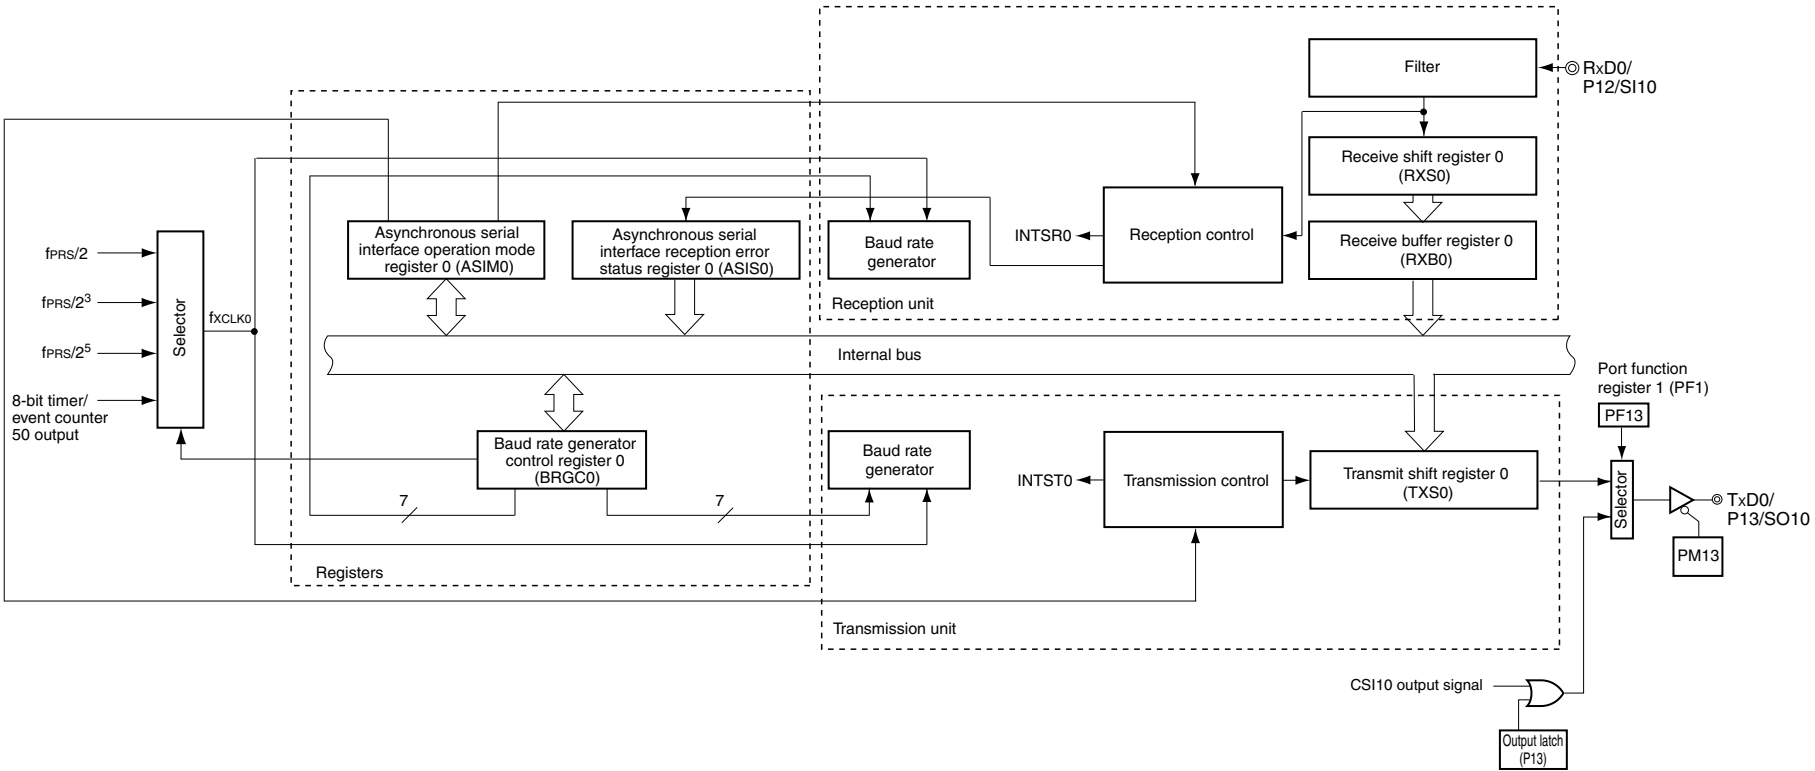 Filter
RxD0/
P12/SI10
Receive shift register 0
(RXS0)
Asynchronous serial
interface operation mode
register 0 (ASIM0)
Asynchronous serial
interface reception error
status register 0 (ASIS0)
Baud rate
generator
INTSR0
Reception control
Receive buffer register 0
(RXB0)
Reception unit
fPRS/2
fPRS/2³
fPRS/2⁵
8-bit timer/
event counter
50 output
Selector
fXCLK0
Internal bus
Port function
register 1 (PF1)
PF13
Baud rate generator
control register 0
(BRGC0)
7
7
Baud rate
generator
INTST0
Transmission control
Transmit shift register 0
(TXS0)
Selector
TxD0/
P13/SO10
PM13
Registers
Transmission unit
CSI10 output signal
Output latch
(P13)